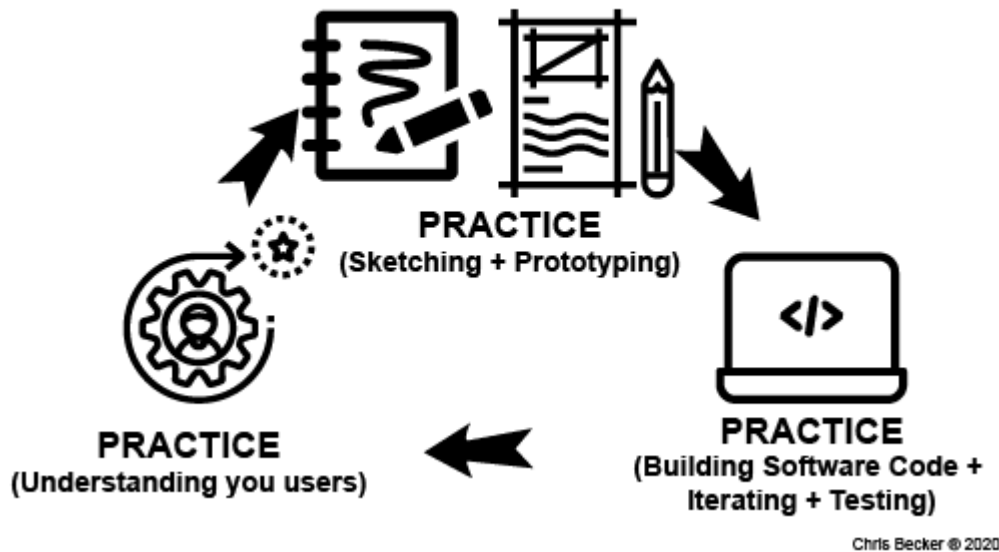 PRACTICE
(Sketching + Prototyping)
</>
PRACTICE
(Understanding you users)
PRACTICE
(Building Software Code +
Iterating + Testing)
Chris Becker ® 2020